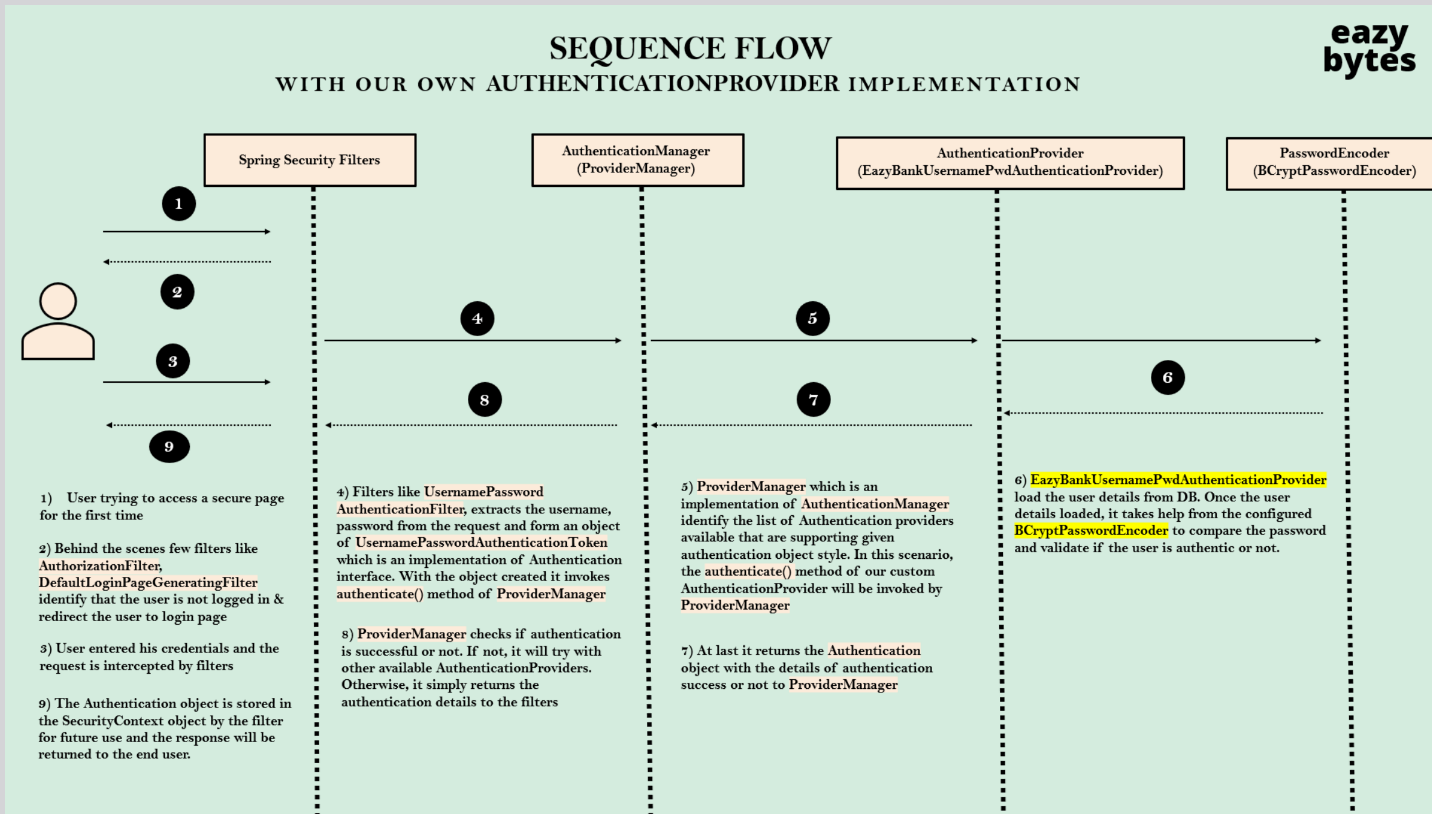 SEQUENCE FLOW
WITH OUR OWN AUTHENTICATIONPROVIDER IMPLEMENTATION
eazy
bytes
Spring Security Filters
AuthenticationManager
(ProviderManager)
AuthenticationProvider
(EazyBankUsernamePwdAuthenticationProvider)
PasswordEncoder
(BCryptPasswordEncoder)
1
2
3
4
5
6
7
8
9
1) User trying to access a secure page
for the first time
2) Behind the scenes few filters like
AuthorizationFilter,
DefaultLoginPageGeneratingFilter
identify that the user is not logged in &
redirect the user to login page
3) User entered his credentials and the
request is intercepted by filters
9) The Authentication object is stored in
the SecurityContext object by the filter
for future use and the response will be
returned to the end user.
4) Filters like UsernamePassword
AuthenticationFilter, extracts the username,
password from the request and form an object
of UsernamePasswordAuthenticationToken
which is an implementation of Authentication
interface. With the object created it invokes
authenticate() method of ProviderManager
8) ProviderManager checks if authentication
is successful or not. If not, it will try with
other available AuthenticationProviders.
Otherwise, it simply returns the
authentication details to the filters
5) ProviderManager which is an
implementation of AuthenticationManager
identify the list of Authentication providers
available that are supporting given
authentication object style. In this scenario,
the authenticate() method of our custom
AuthenticationProvider will be invoked by
ProviderManager
7) At last it returns the Authentication
object with the details of authentication
success or not to ProviderManager
6) EazyBankUsernamePwdAuthenticationProvider
load the user details from DB. Once the user
details loaded, it takes help from the configured
BCryptPasswordEncoder to compare the password
and validate if the user is authentic or not.